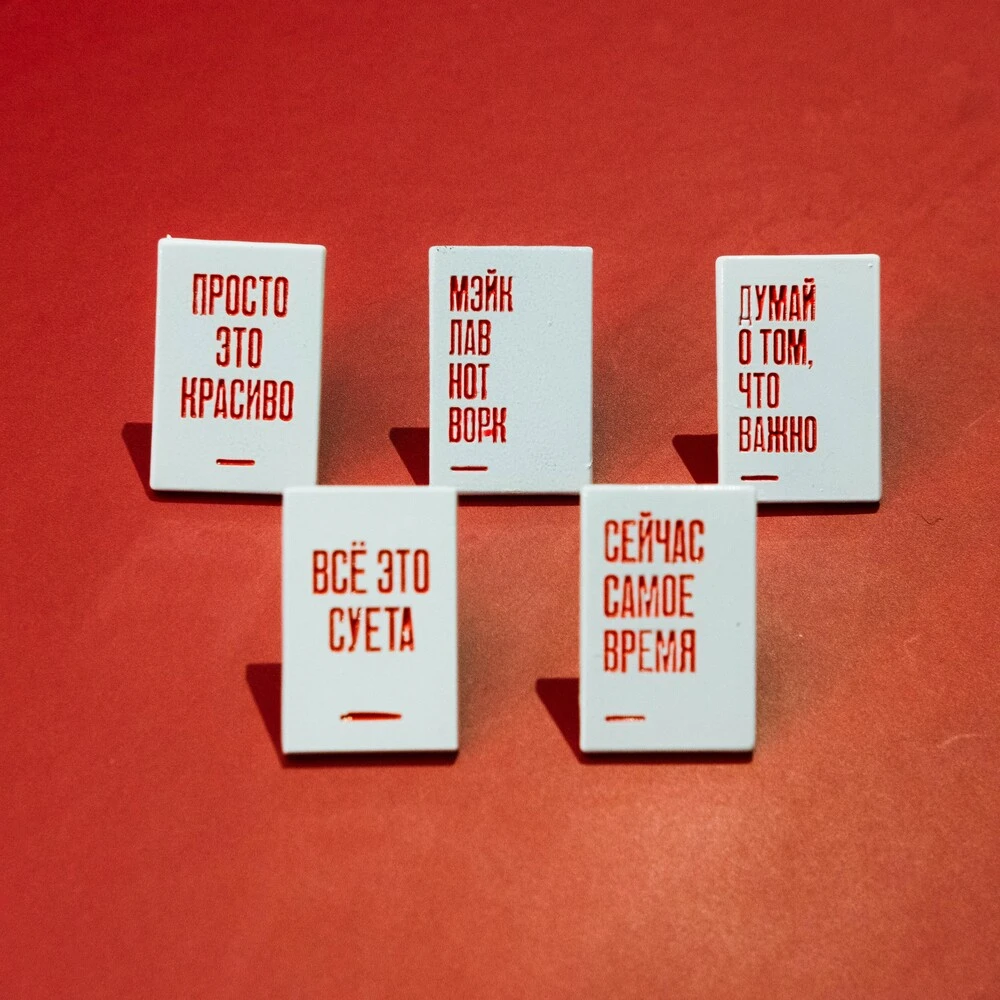 ПРОСТО
ЭТО
КРАСИВО
МЭЙК
ЛАВ
НОТ
ВОРК
ДУМАЙ
О ТОМ,
ЧТО
ВАЖНО
ВСЁ ЭТО
СУЕТА
СЕЙЧАС
САМОЕ
ВРЕМЯ